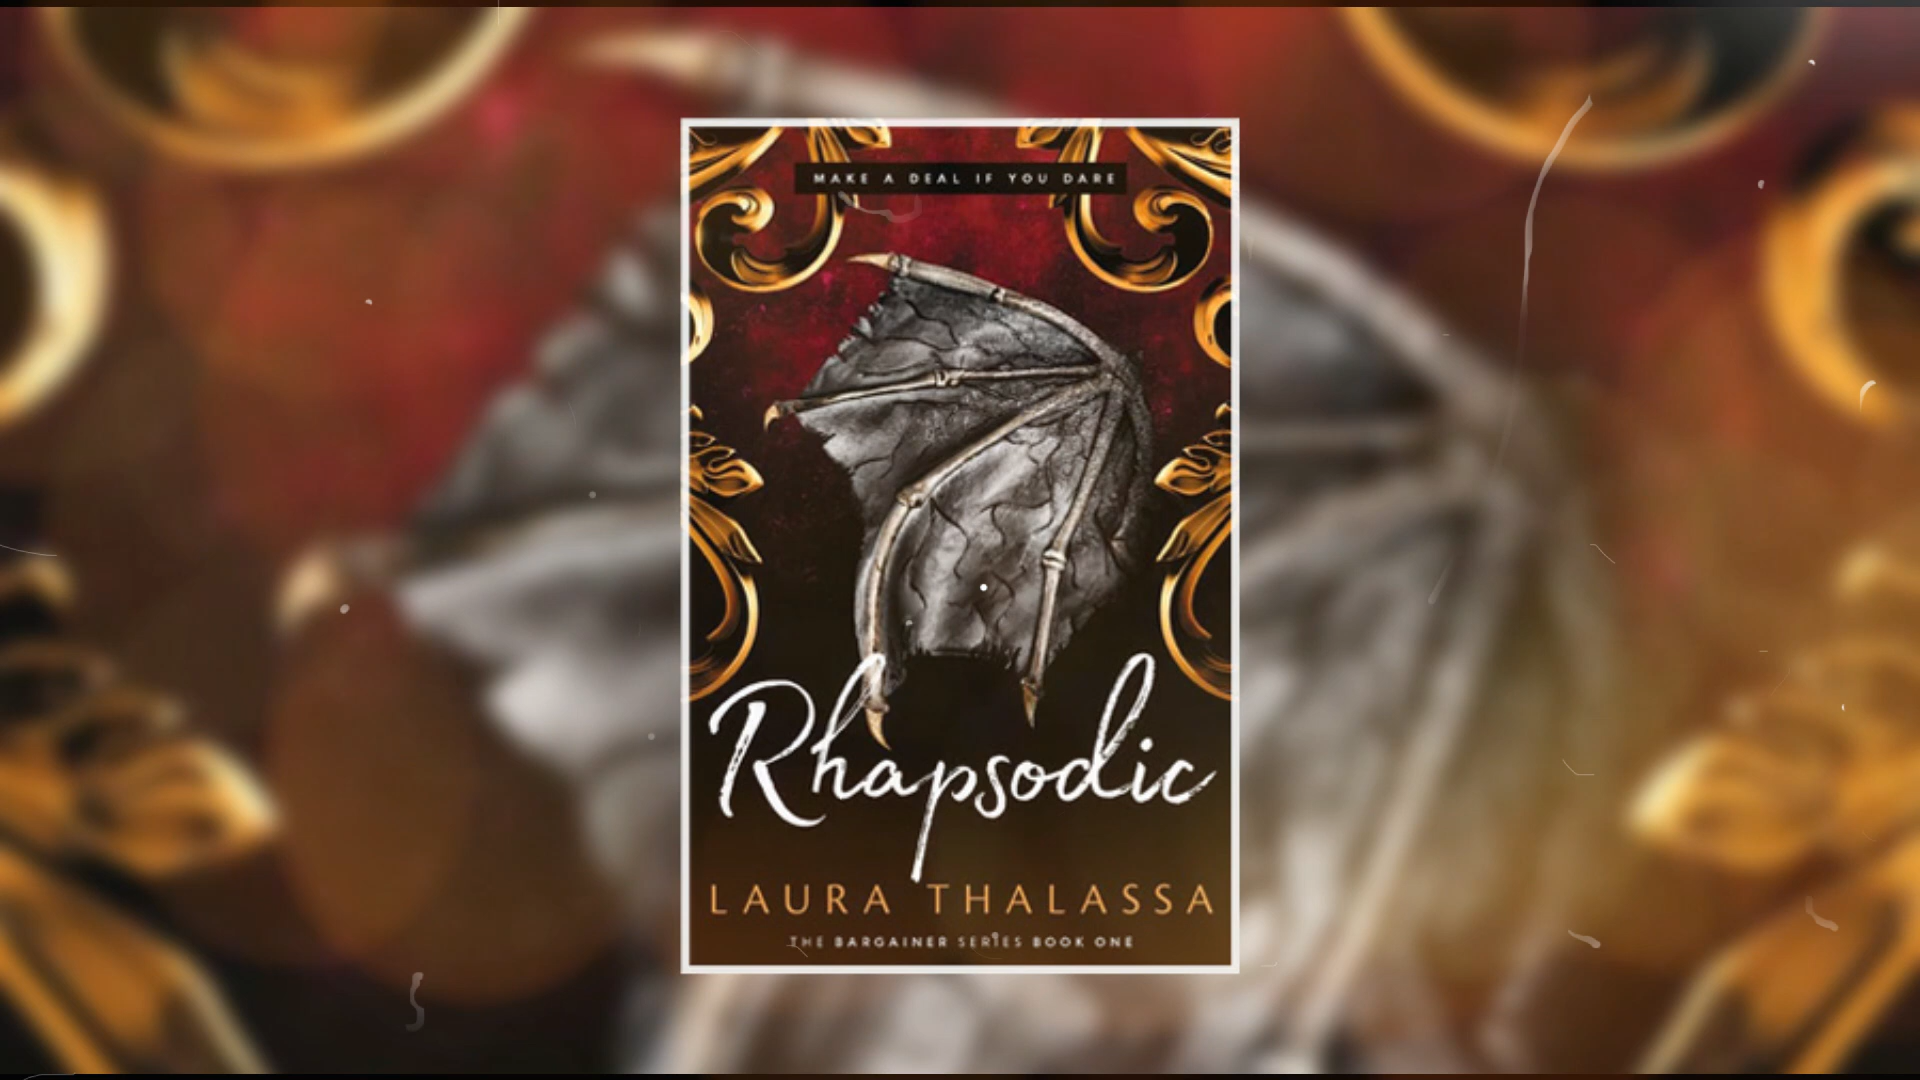 MAKE A DEAL IF YOU DARE
Rhapsodic
LAURA THALASSA
THE BARGAINER SERIES BOOK ONE